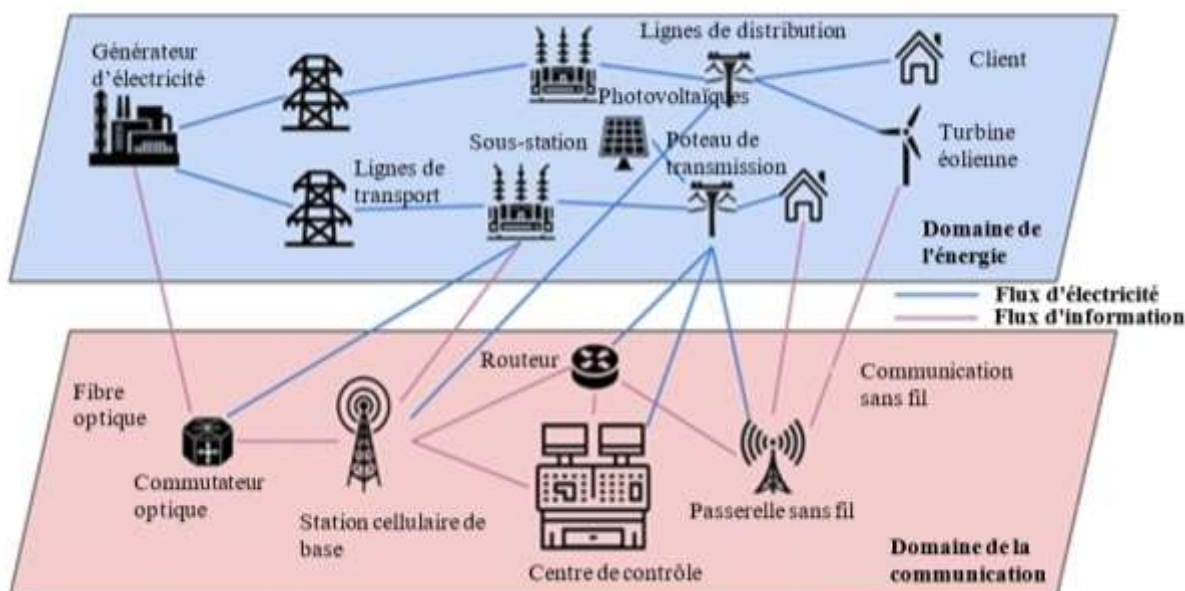 Générateur
d'électricité
Lignes de distribution
Client
Photovoltaïques
Sous-station
Poteau de
transmission
Turbine
éolienne
Lignes de
transport
Domaine de
l'énergie
Flux d'électricité
Flux d'information
Routeur
Communication
sans fil
Fibre
optique
Commutateur
optique
Station cellulaire de
base
Passerelle sans fil
Centre de contrôle
Domaine de la
communication